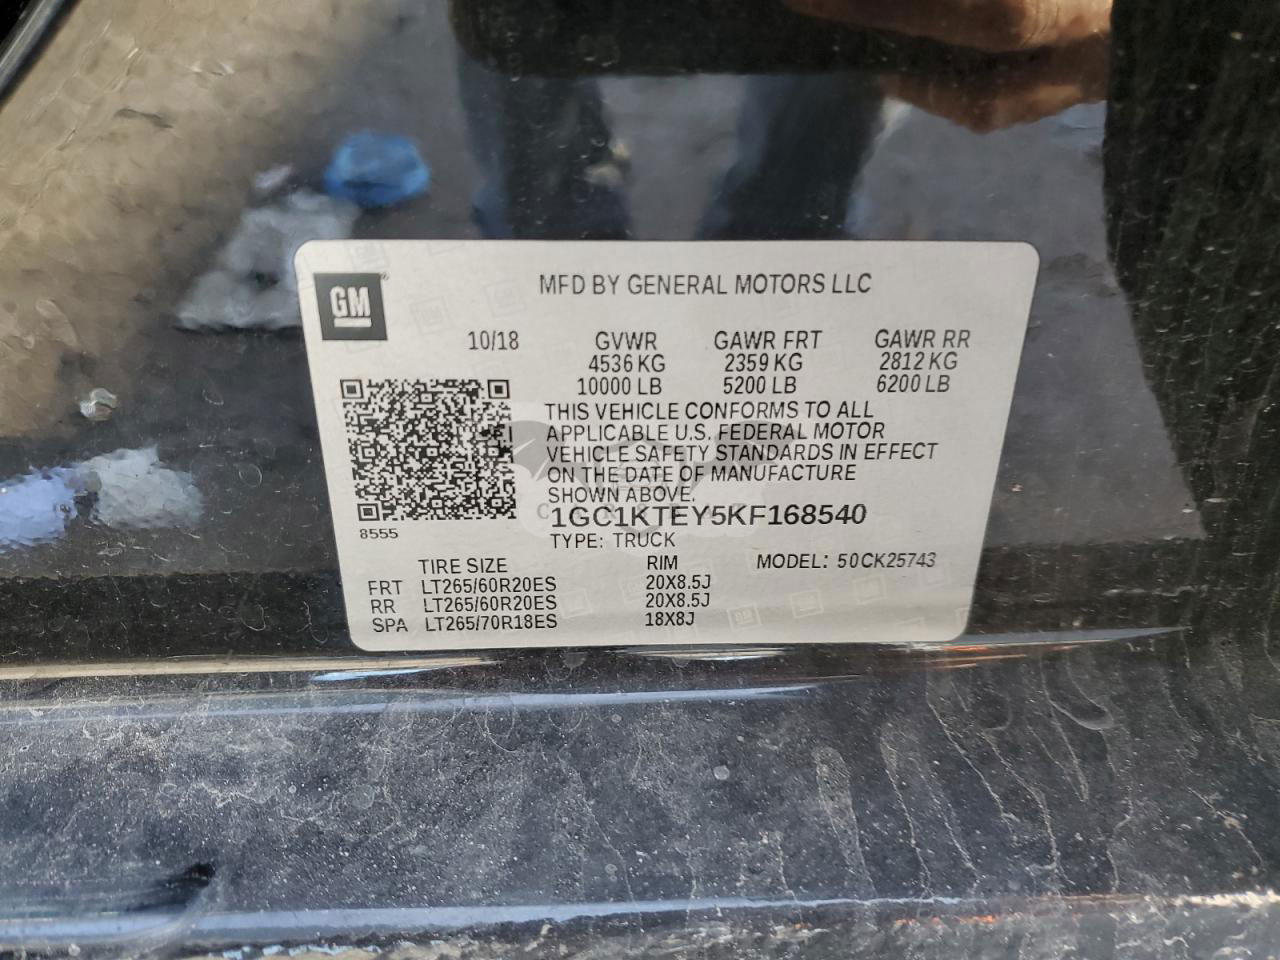 MFD BY GENERAL MOTORS LLC
GM
®
10/18 GVWR GAWR FRT GAWR RR
4536 KG 2359 KG 2812 KG
10000 LB 5200 LB 6200 LB
THIS VEHICLE CONFORMS TO ALL
APPLICABLE U.S. FEDERAL MOTOR
VEHICLE SAFETY STANDARDS IN EFFECT
ON THE DATE OF MANUFACTURE
SHOWN ABOVE.
1GC1KTEY5KF168540
8555
TYPE: TRUCK
TIRE SIZE RIM MODEL: 50CK25743
FRT LT265/60R20ES 20X8.5J
RR LT265/60R20ES 20X8.5J
SPA LT265/70R18ES 18X8J